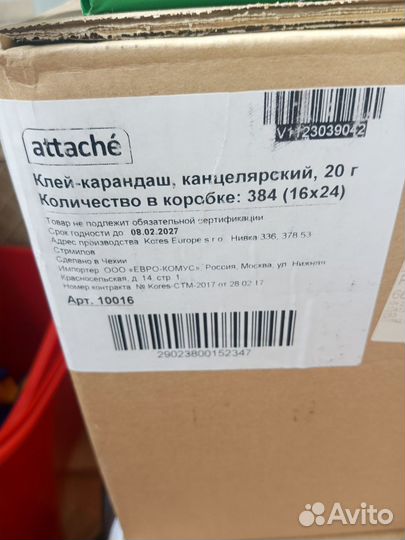 V1123039042
attaché
Клей-карандаш, канцелярский, 20 г
Количество в коробке: 384 (16x24)
Товар не подлежит обязательной сертификации
Срок годности до 08.02.2027
Адрес производства Kores Europe s.r.o. Нивка 336, 378 53
Стрмилов
Сделано в Чехии
Импортер ООО «ЕВРО-КОМУС», Россия, Москва, ул Нижняя
Красносельская, д. 14, стр. 1
Номер контракта № Kores-CTM-2017 от 28.02.17
Арт. 10016
29023800152347
Avito